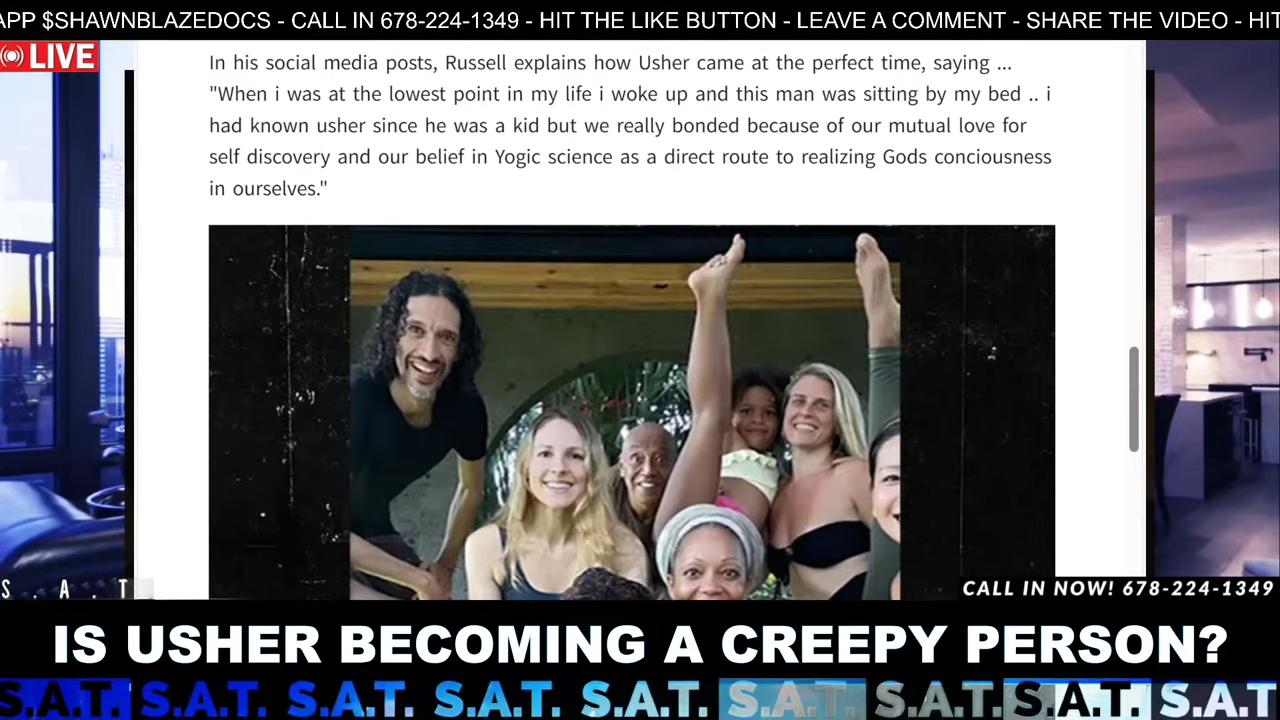 APP $SHAWNBLAZEDOCS - CALL IN 678-224-1349 - HIT THE LIKE BUTTON - LEAVE A COMMENT - SHARE THE VIDEO - HIT
LIVE
In his social media posts, Russell explains how Usher came at the perfect time, saying ...
"When i was at the lowest point in my life i woke up and this man was sitting by my bed .. i
had known usher since he was a kid but we really bonded because of our mutual love for
self discovery and our belief in Yogic science as a direct route to realizing Gods conciousness
in ourselves."
S . A . T
CALL IN NOW! 678-224-1349
IS USHER BECOMING A CREEPY PERSON?
S.A.T. S.A.T. S.A.T. S.A.T. S.A.T. S.A.T. S.A.T. S.A.T. S.A.T